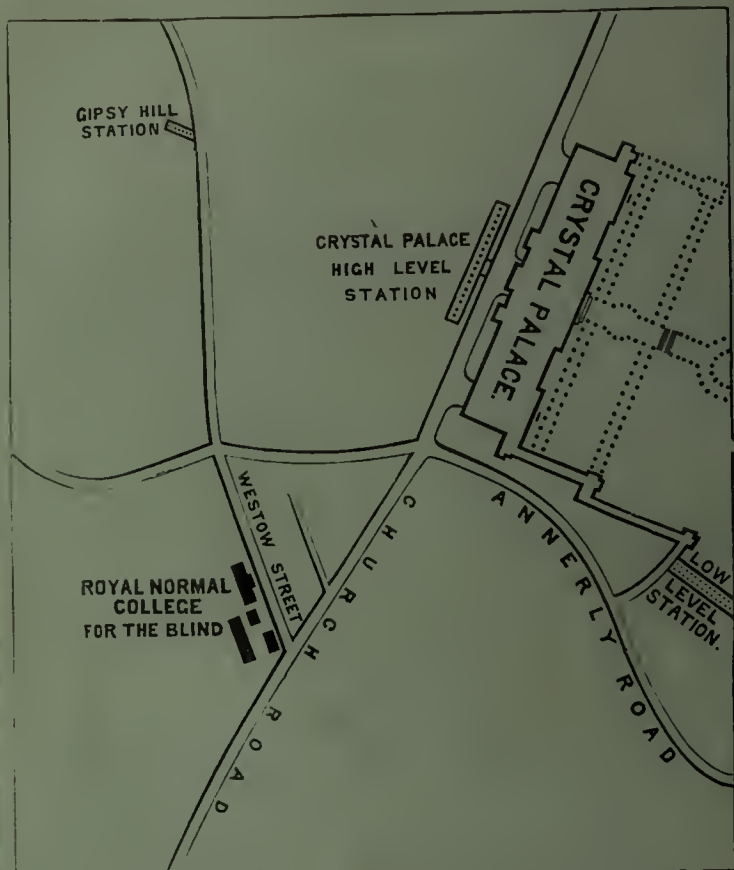 GIPSY HILL
STATION
CRYSTAL PALACE
HIGH LEVEL
STATION
CRYSTAL PALACE.
WESTOW STREET
CHURCH ROAD
ANNERLY ROAD
LOW
LEVEL
STATION.
ROYAL NORMAL
COLLEGE
FOR THE BLIND